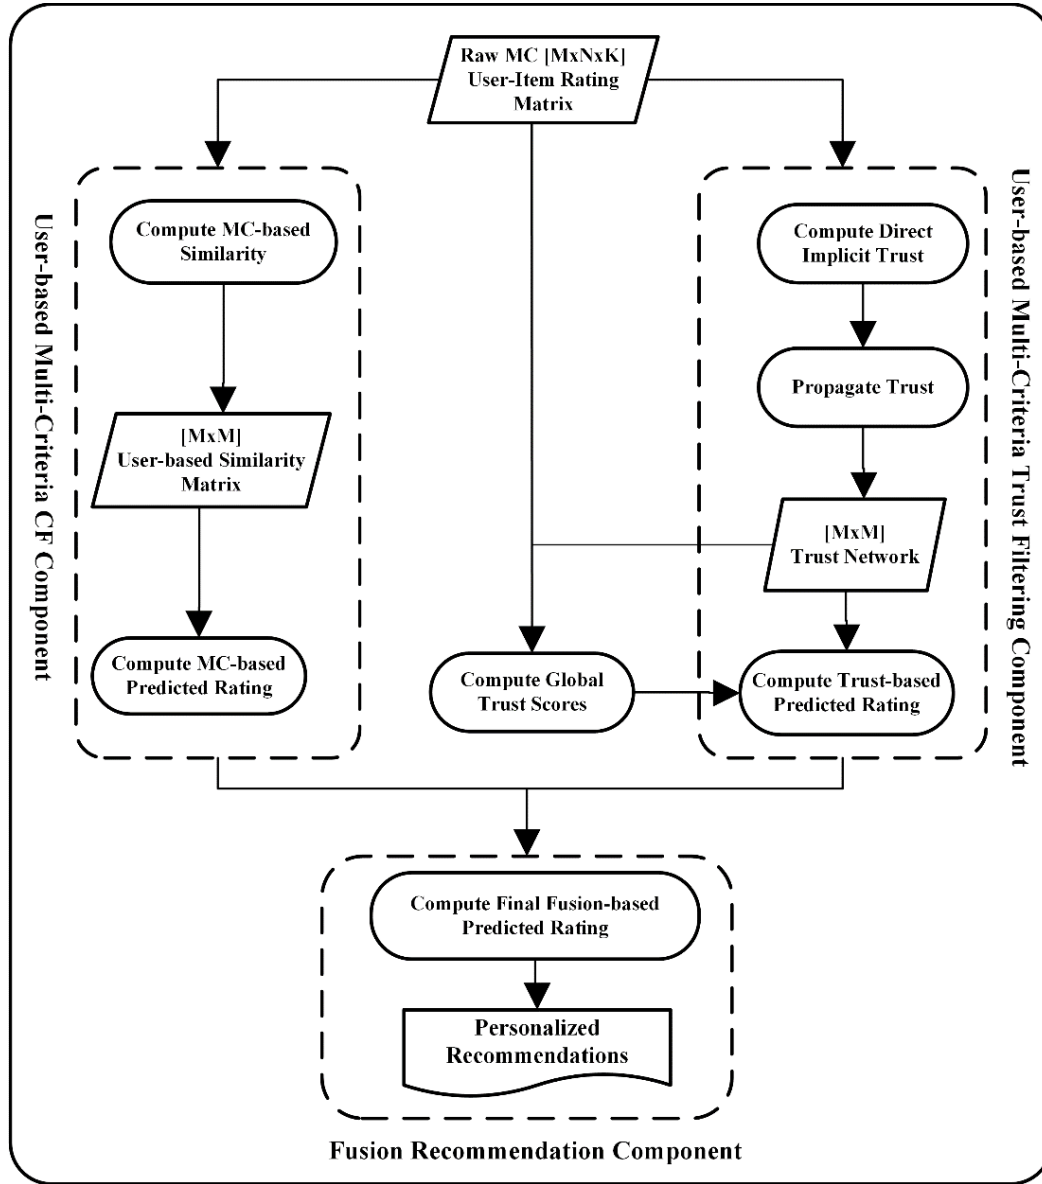 Raw MC [MxNxK]
User-Item Rating
Matrix
User-based Multi-Criteria CF Component
Compute MC-based
Similarity
[MxM]
User-based Similarity
Matrix
Compute MC-based
Predicted Rating
Compute Global
Trust Scores
Compute Direct
Implicit Trust
Propagate Trust
[MxM]
Trust Network
Compute Trust-based
Predicted Rating
User-based Multi-Criteria Trust Filtering Component
Compute Final Fusion-based
Predicted Rating
Personalized
Recommendations
Fusion Recommendation Component